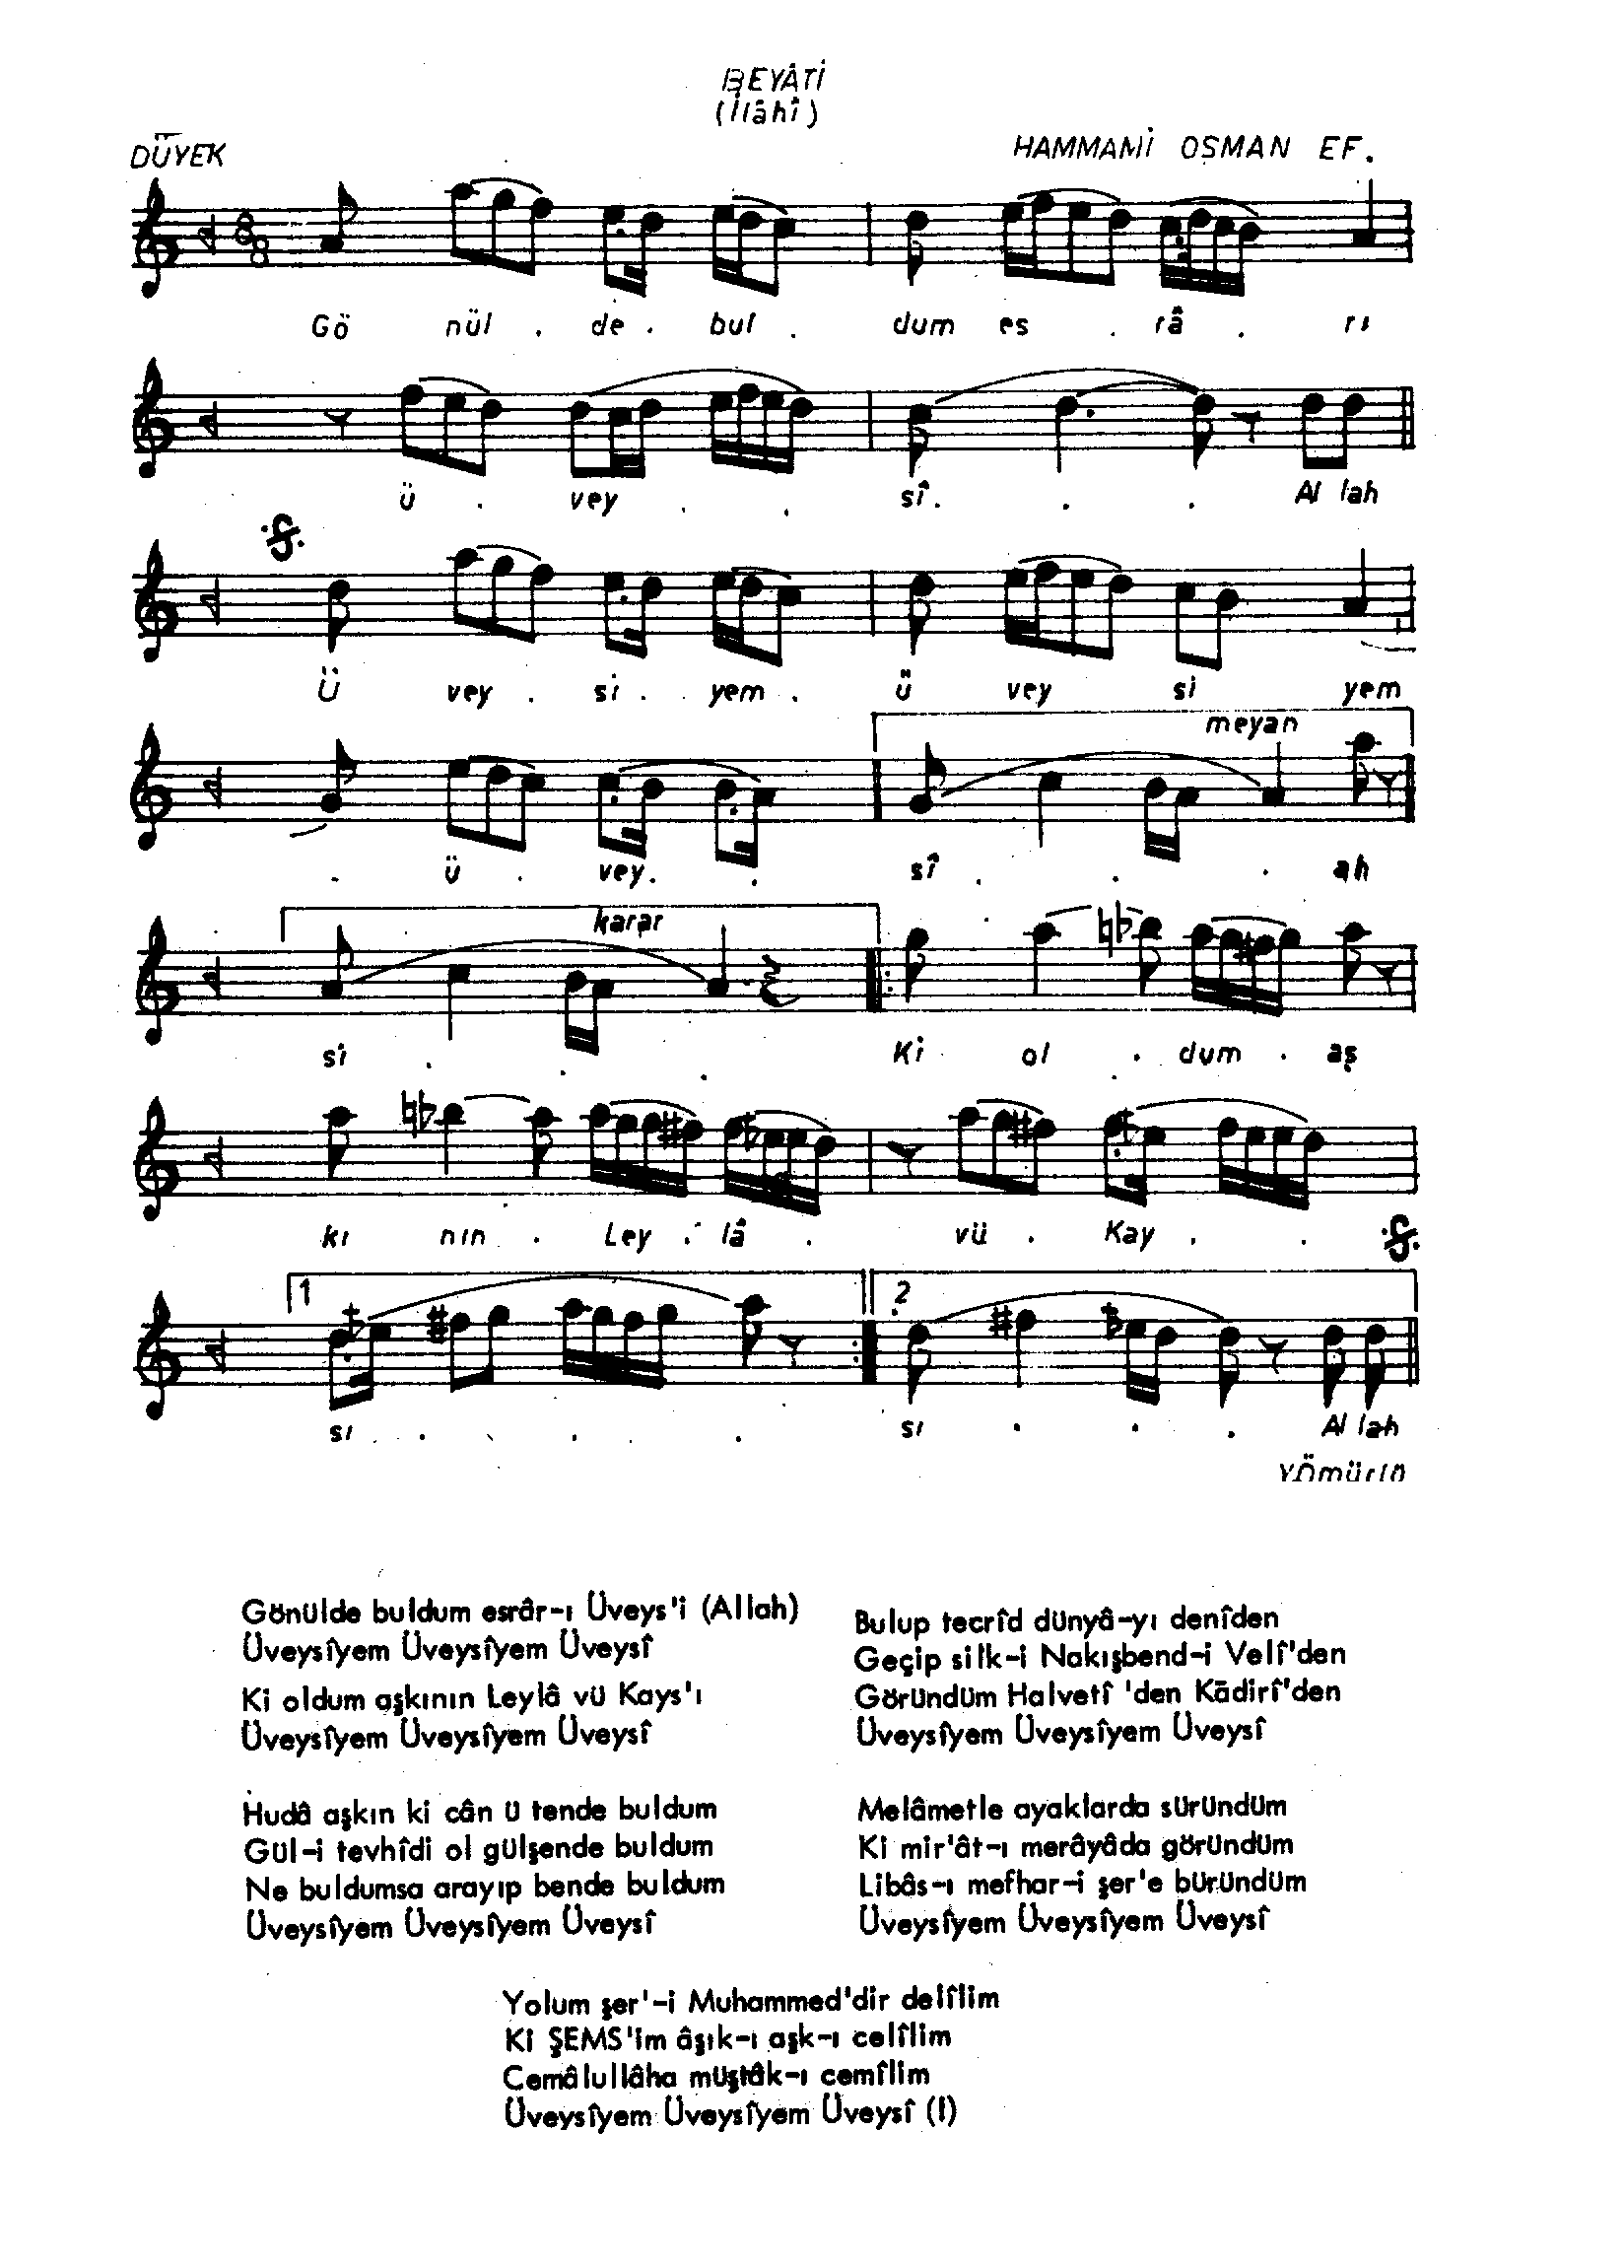 BEYÂTİ
(İlâhî)
DÜYEK
HAMMAMİ OSMAN EF.
8 8
Gö nül . de . bul . dum es . râ . rı
ü . vey . . sî . . . Al lah
Ü vey . si . yem . ü vey si yem
meyan
. ü . vey . . sî . . . ah
karar
si . . . Ki ol . dum . aş
kı nın . Ley . lâ . vü . Kay . .
1 2
sı . . . . . sı . . . Al lah
Y.Ömürlü
Gönülde buldum esrâr-ı Üveys'i (Allah)
Üveysîyem Üveysîyem Üveysî
Ki oldum aşkının Leylâ vü Kays'ı
Üveysîyem Üveysîyem Üveysî
Hudâ aşkın ki cân ü tende buldum
Gül-i tevhîdi ol gülşende buldum
Ne buldumsa arayıp bende buldum
Üveysîyem Üveysîyem Üveysî
Bulup tecrîd dünyâ-yı denîden
Geçip silk-i Nakışbend-i Velî'den
Göründüm Halvetî 'den Kādirî'den
Üveysîyem Üveysîyem Üveysî
Melâmetle ayaklarda süründüm
Ki mir'ât-ı merâyâda göründüm
Libâs-ı mefhar-i şer'e büründüm
Üveysîyem Üveysîyem Üveysî
Yolum şer'-i Muhammed'dir delîlim
Ki ŞEMS'im âşık-ı aşk-ı celîlim
Cemâlullâha müştâk-ı cemîlim
Üveysîyem Üveysîyem Üveysî (I)